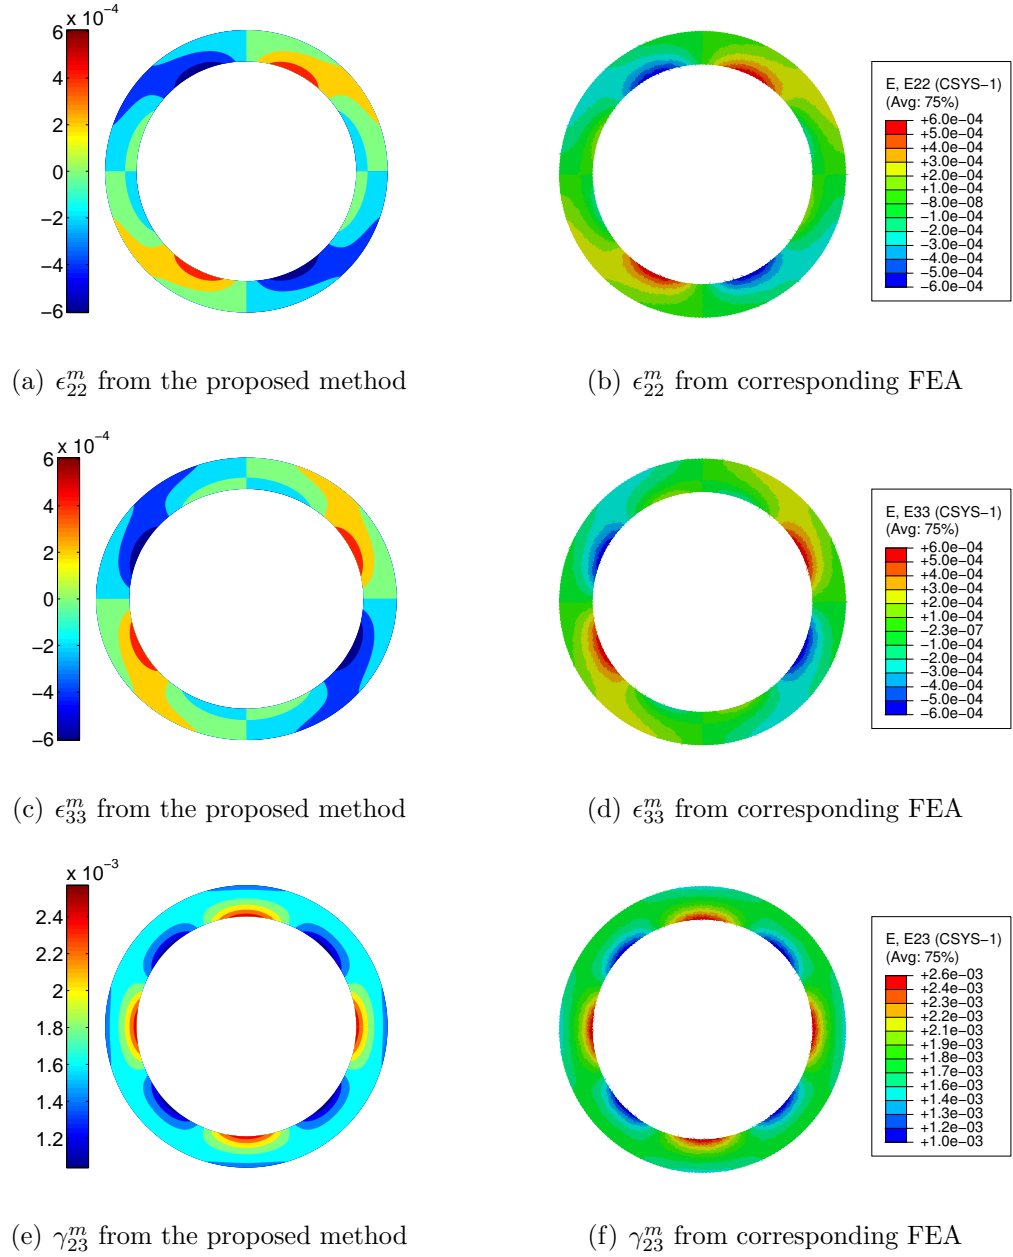 x 10⁻⁴
6
4
2
0
−2
−4
−6
E, E22 (CSYS−1)
(Avg: 75%)
+6.0e−04
+5.0e−04
+4.0e−04
+3.0e−04
+2.0e−04
+1.0e−04
−8.0e−08
−1.0e−04
−2.0e−04
−3.0e−04
−4.0e−04
−5.0e−04
−6.0e−04
(a) ϵ₂₂ᵐ from the proposed method
(b) ϵ₂₂ᵐ from corresponding FEA
x 10⁻⁴
6
4
2
0
−2
−4
−6
E, E33 (CSYS−1)
(Avg: 75%)
+6.0e−04
+5.0e−04
+4.0e−04
+3.0e−04
+2.0e−04
+1.0e−04
−2.3e−07
−1.0e−04
−2.0e−04
−3.0e−04
−4.0e−04
−5.0e−04
−6.0e−04
(c) ϵ₃₃ᵐ from the proposed method
(d) ϵ₃₃ᵐ from corresponding FEA
x 10⁻³
2.4
2.2
2
1.8
1.6
1.4
1.2
E, E23 (CSYS−1)
(Avg: 75%)
+2.6e−03
+2.4e−03
+2.3e−03
+2.2e−03
+2.1e−03
+1.9e−03
+1.8e−03
+1.7e−03
+1.6e−03
+1.4e−03
+1.3e−03
+1.2e−03
+1.0e−03
(e) γ₂₃ᵐ from the proposed method
(f) γ₂₃ᵐ from corresponding FEA